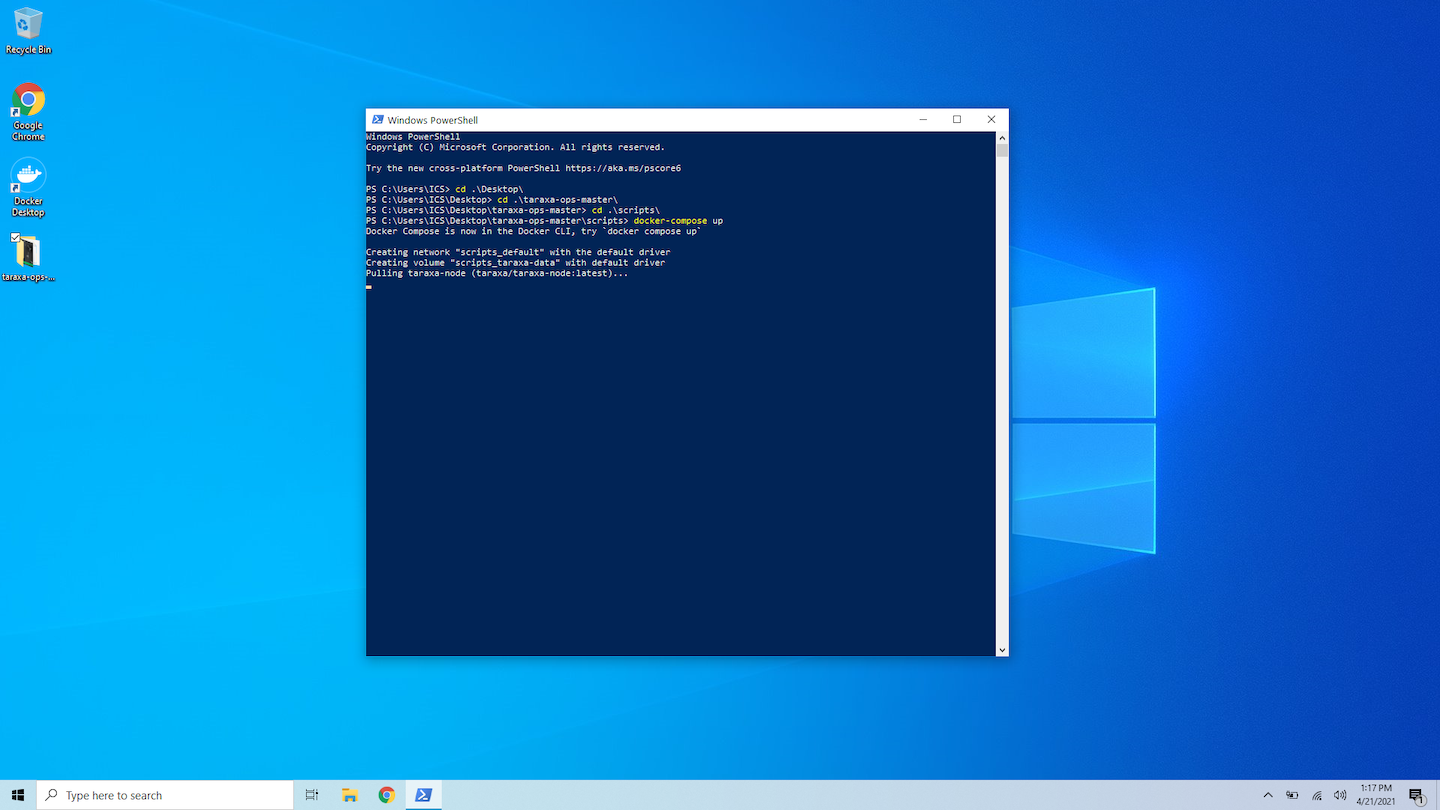 Recycle Bin
Google
Chrome
Docker
Desktop
taraxa-ops-...
Windows PowerShell
Windows PowerShell
Copyright (C) Microsoft Corporation. All rights reserved.
Try the new cross-platform PowerShell https://aka.ms/pscore6
PS C:\Users\ICS> cd .\Desktop\
PS C:\Users\ICS\Desktop> cd .\taraxa-ops-master\
PS C:\Users\ICS\Desktop\taraxa-ops-master> cd .\scripts\
PS C:\Users\ICS\Desktop\taraxa-ops-master\scripts> docker-compose up
Docker Compose is now in the Docker CLI, try `docker compose up`
Creating network "scripts_default" with the default driver
Creating volume "scripts_taraxa-data" with default driver
Pulling taraxa-node (taraxa/taraxa-node:latest)...
Type here to search
1:17 PM
4/21/2021
1